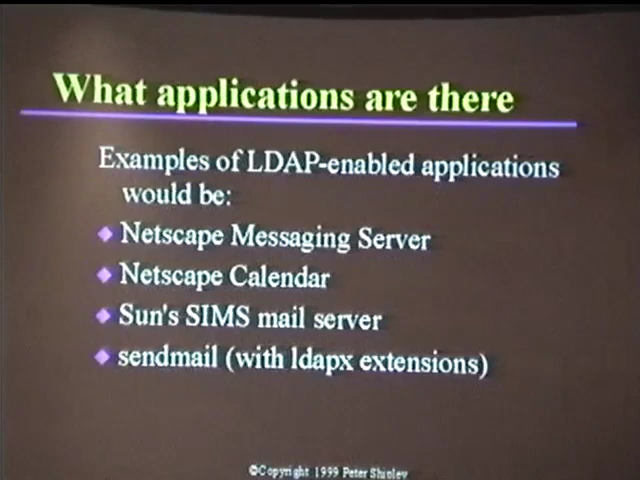 What applications are there
Examples of LDAP-enabled applications
would be:
Netscape Messaging Server
Netscape Calendar
Sun's SIMS mail server
sendmail (with ldapx extensions)
©Copyright 1999 Peter Shipley